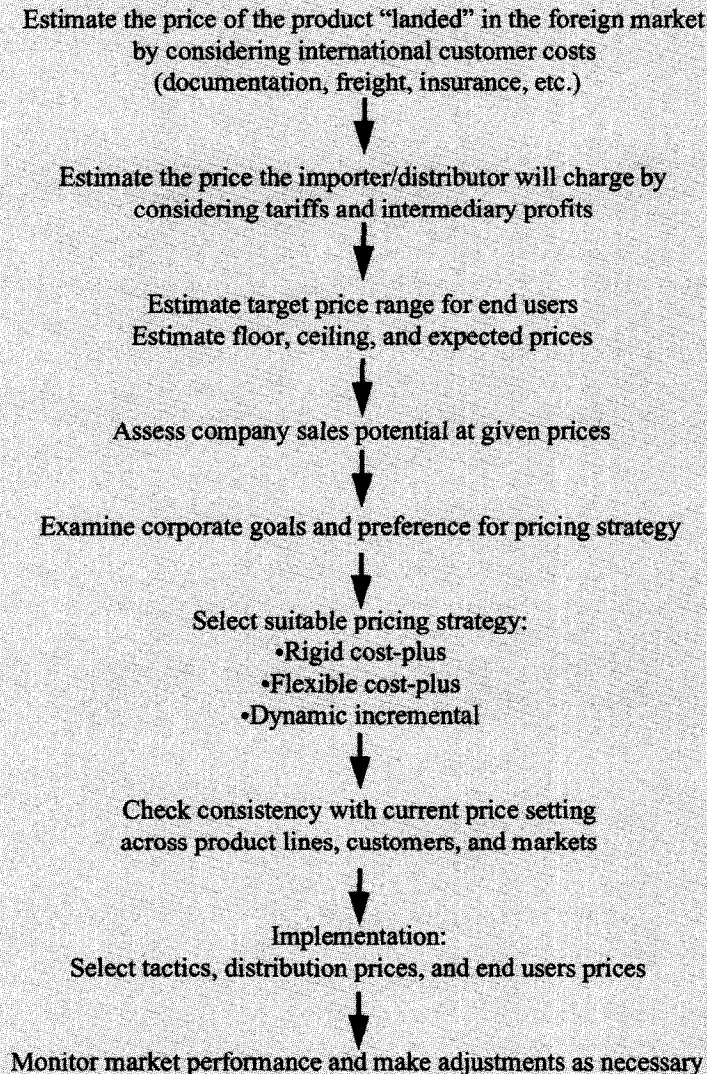 Estimate the price of the product “landed” in the foreign market
by considering international customer costs
(documentation, freight, insurance, etc.)
Estimate the price the importer/distributor will charge by
considering tariffs and intermediary profits
Estimate target price range for end users
Estimate floor, ceiling, and expected prices
Assess company sales potential at given prices
Examine corporate goals and preference for pricing strategy
Select suitable pricing strategy:
•Rigid cost-plus
•Flexible cost-plus
•Dynamic incremental
Check consistency with current price setting
across product lines, customers, and markets
Implementation:
Select tactics, distribution prices, and end users prices
Monitor market performance and make adjustments as necessary